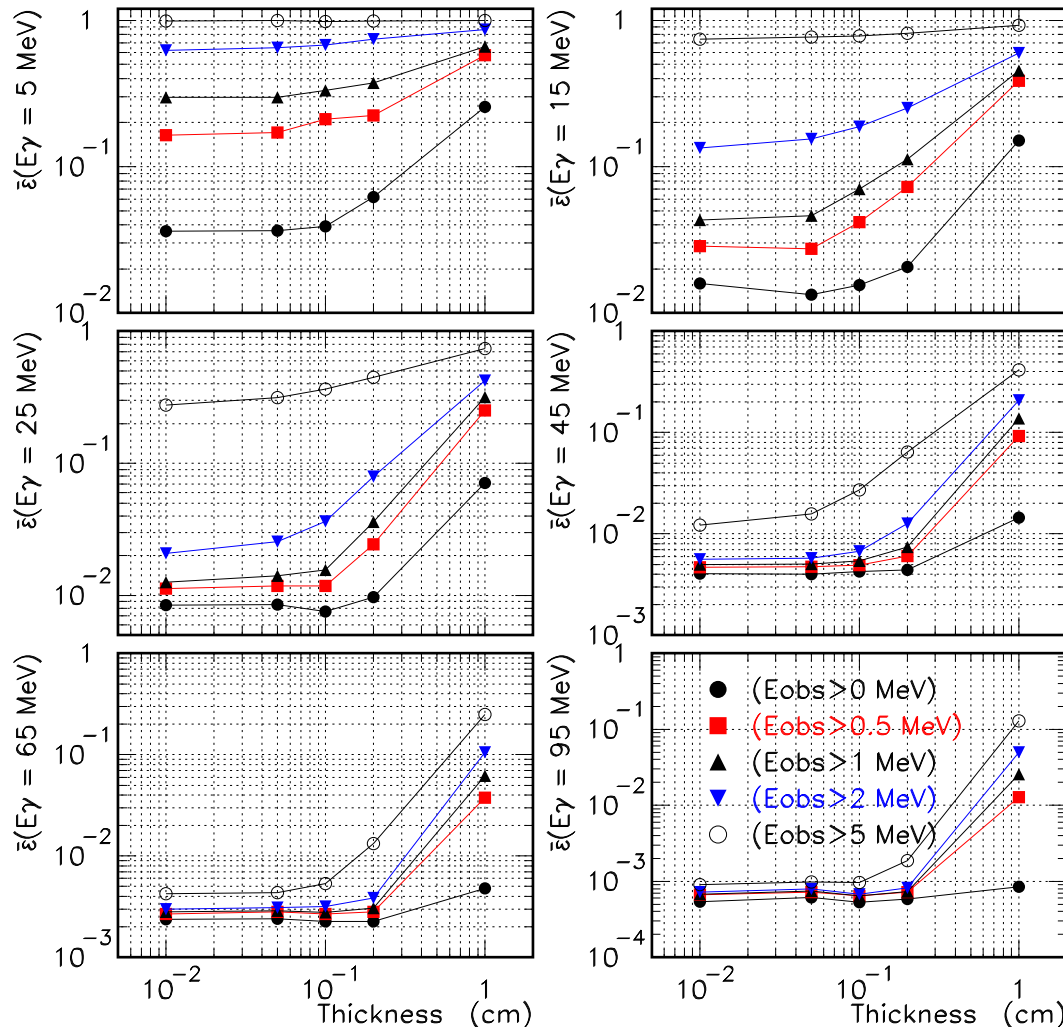 ε̄(Eγ = 5 MeV)
1
10⁻¹
10⁻²
ε̄(Eγ = 15 MeV)
1
10⁻¹
10⁻²
ε̄(Eγ = 25 MeV)
1
10⁻¹
10⁻²
ε̄(Eγ = 45 MeV)
1
10⁻¹
10⁻²
10⁻³
ε̄(Eγ = 65 MeV)
1
10⁻¹
10⁻²
10⁻³
10⁻² 10⁻¹ 1
Thickness (cm)
ε̄(Eγ = 95 MeV)
1
10⁻¹
10⁻²
10⁻³
10⁻⁴
(Eobs>0 MeV)
(Eobs>0.5 MeV)
(Eobs>1 MeV)
(Eobs>2 MeV)
(Eobs>5 MeV)
10⁻² 10⁻¹ 1
Thickness (cm)